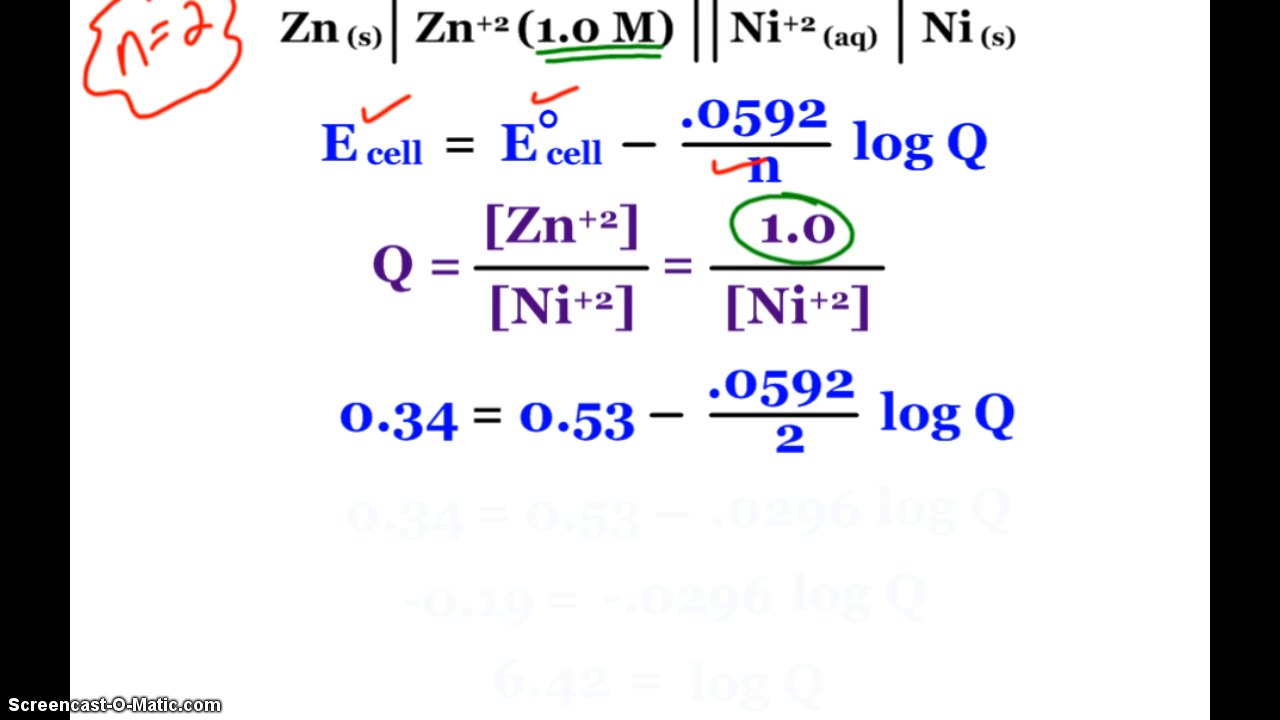 n=2
Zn (s) | Zn⁺² (1.0 M) || Ni⁺² (aq) | Ni (s)
E cell = E° cell − .0592/n log Q
Q = [Zn⁺²]/[Ni⁺²] = 1.0/[Ni⁺²]
0.34 = 0.53 − .0592/2 log Q
0.34 = 0.53 − .0296 log Q
-0.19 = -.0296 log Q
6.42 = log Q
Screencast-O-Matic.com